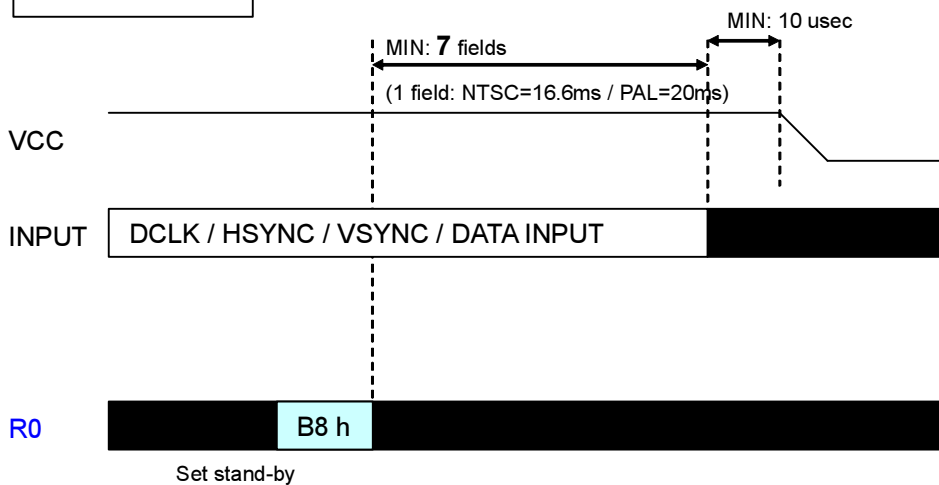 MIN: 10 usec
MIN: 7 fields
(1 field: NTSC=16.6ms / PAL=20ms)
VCC
INPUT DCLK / HSYNC / VSYNC / DATA INPUT
R0 B8 h
Set stand-by